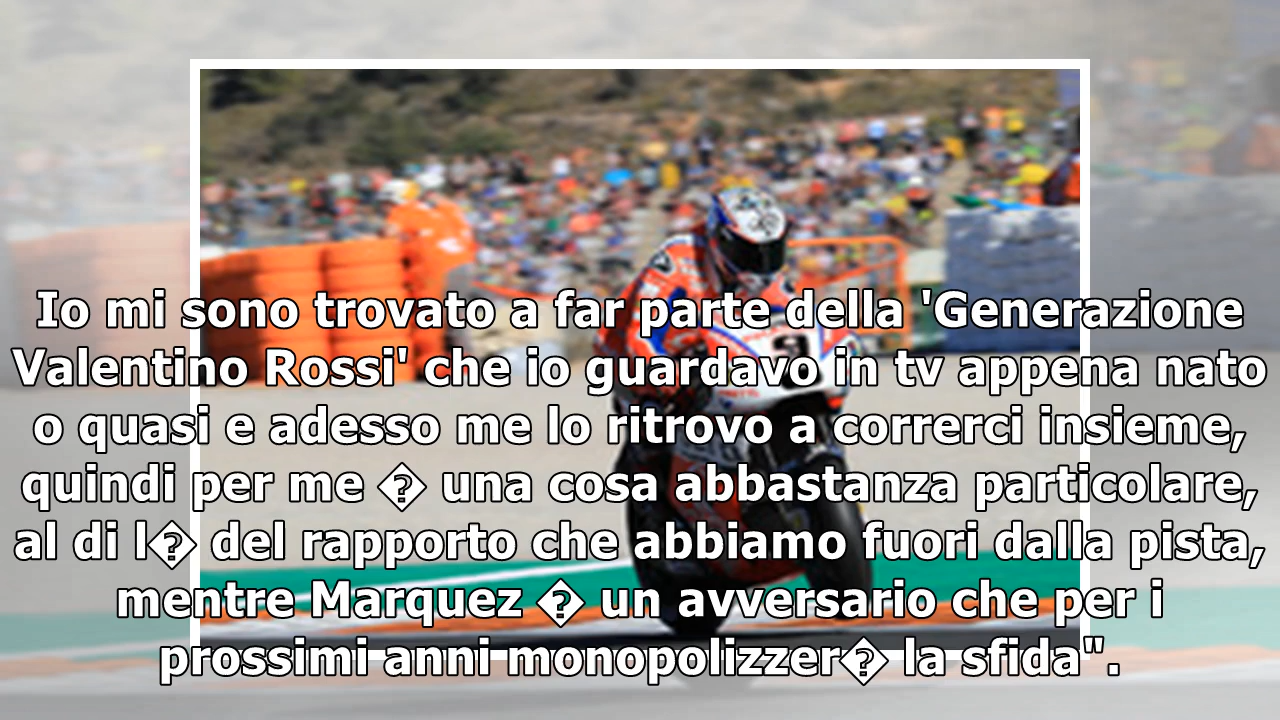 Io mi sono trovato a far parte della 'Generazione
Valentino Rossi' che io guardavo in tv appena nato
o quasi e adesso me lo ritrovo a correrci insieme,
quindi per me � una cosa abbastanza particolare,
al di l� del rapporto che abbiamo fuori dalla pista,
mentre Marquez � un avversario che per i
prossimi anni monopolizzer� la sfida".